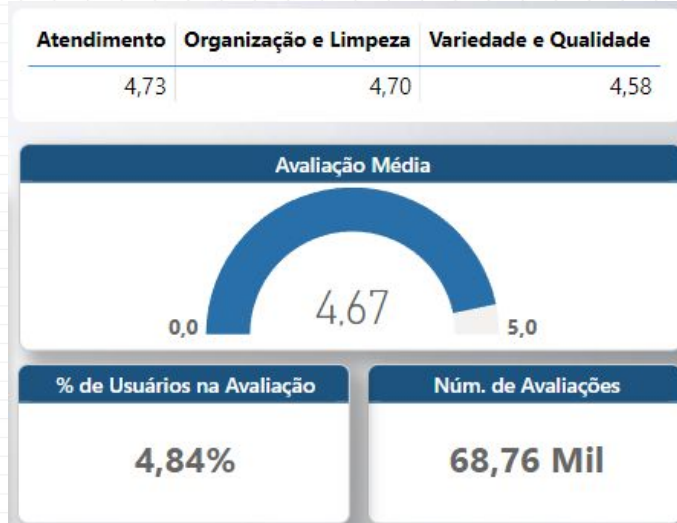 Atendimento Organização e Limpeza Variedade e Qualidade
4,73 4,70 4,58
Avaliação Média
4,67
0,0 5,0
% de Usuários na Avaliação Núm. de Avaliações
4,84% 68,76 Mil